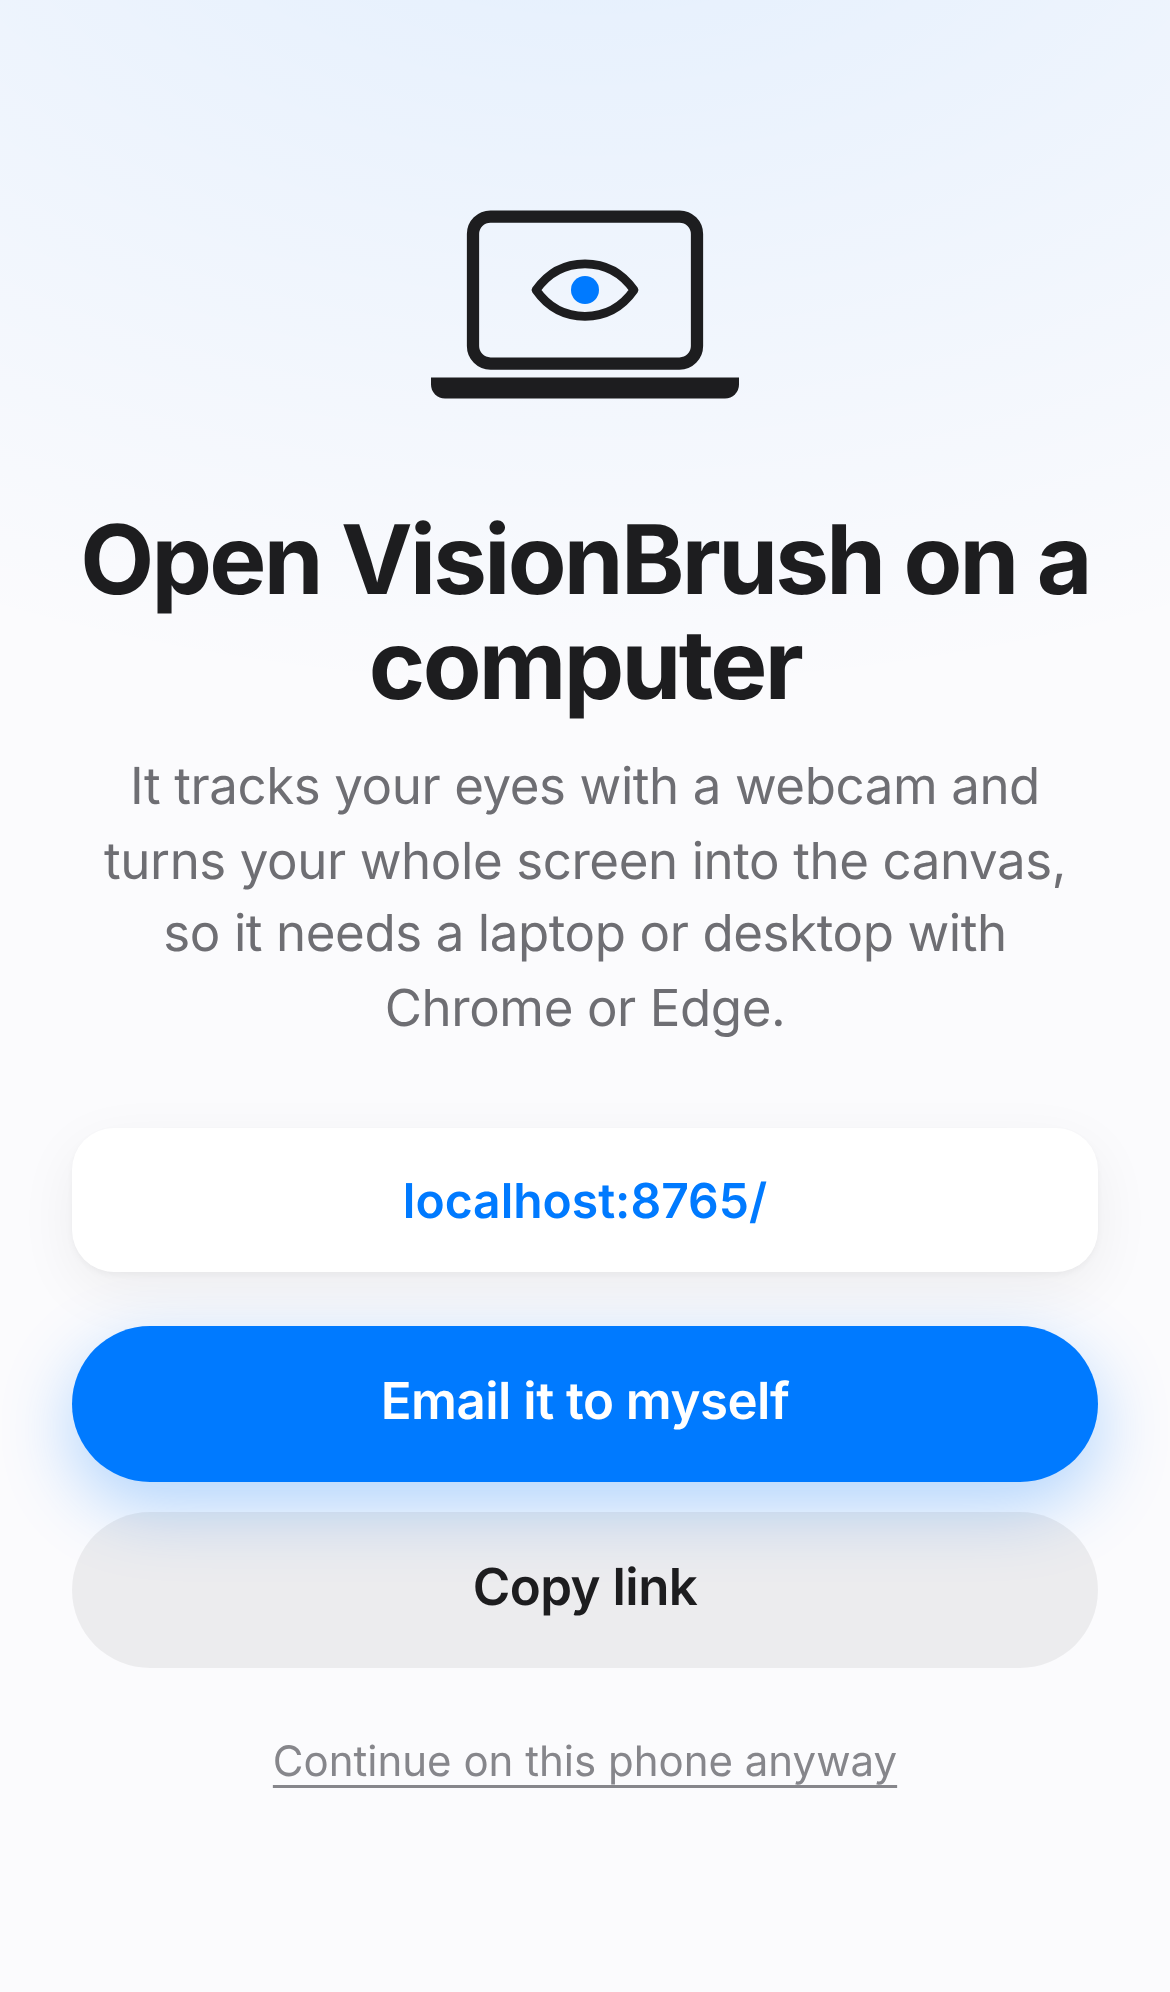 Open VisionBrush on a
computer
It tracks your eyes with a webcam and
turns your whole screen into the canvas,
so it needs a laptop or desktop with
Chrome or Edge.
localhost:8765/
Email it to myself
Copy link
Continue on this phone anyway